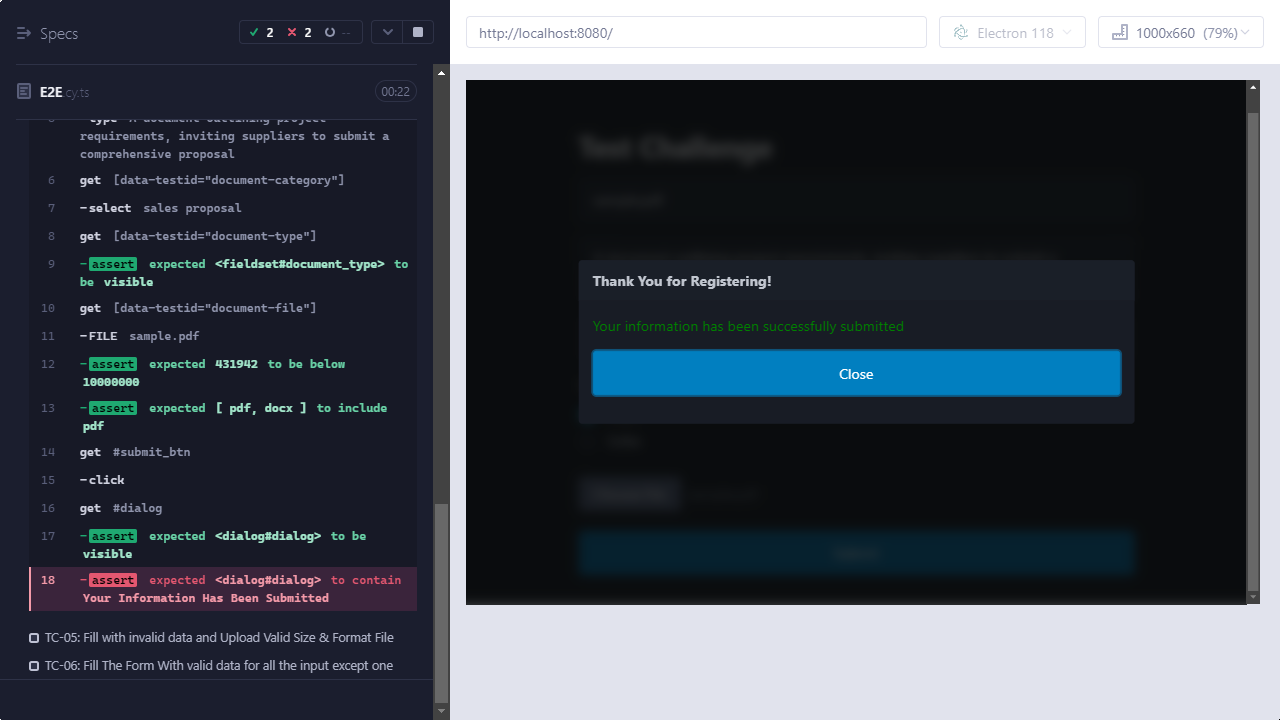 Specs
2
2
--
E2E.cy.ts
00:22
requirements, inviting suppliers to submit a
comprehensive proposal
6 get [data-testid="document-category"]
7 -select sales proposal
8 get [data-testid="document-type"]
9 -assert expected <fieldset#document_type> to
be visible
10 get [data-testid="document-file"]
11 -FILE sample.pdf
12 -assert expected 431942 to be below
10000000
13 -assert expected [ pdf, docx ] to include
pdf
14 get #submit_btn
15 -click
16 get #dialog
17 -assert expected <dialog#dialog> to be
visible
18 -assert expected <dialog#dialog> to contain
Your Information Has Been Submitted
TC-05: Fill with invalid data and Upload Valid Size & Format File
TC-06: Fill The Form With valid data for all the input except one
http://localhost:8080/
Electron 118
1000x660 (79%)
Test Challenge
Thank You for Registering!
Your information has been successfully submitted
Close